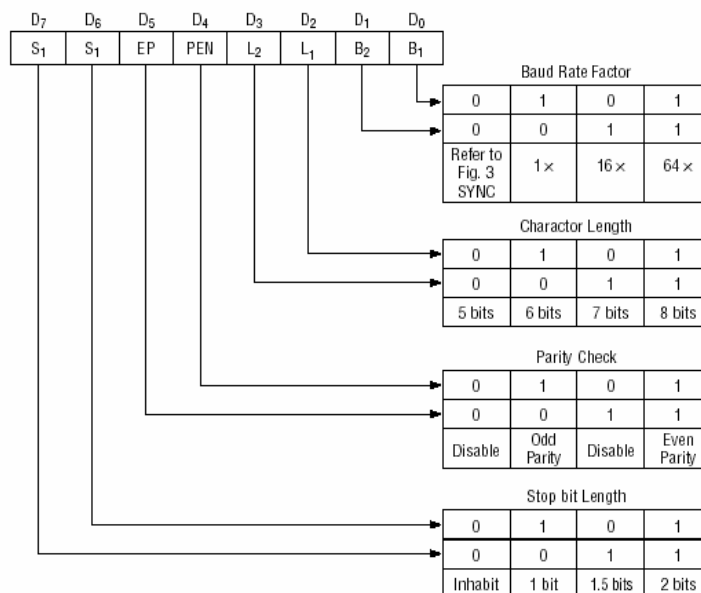 D7 D6 D5 D4 D3 D2 D1 D0
S1 S1 EP PEN L2 L1 B2 B1
Baud Rate Factor
0 1 0 1
0 0 1 1
Refer to Fig. 3 SYNC 1× 16× 64×
Charactor Length
0 1 0 1
0 0 1 1
5 bits 6 bits 7 bits 8 bits
Parity Check
0 1 0 1
0 0 1 1
Disable Odd Parity Disable Even Parity
Stop bit Length
0 1 0 1
0 0 1 1
Inhabit 1 bit 1.5 bits 2 bits